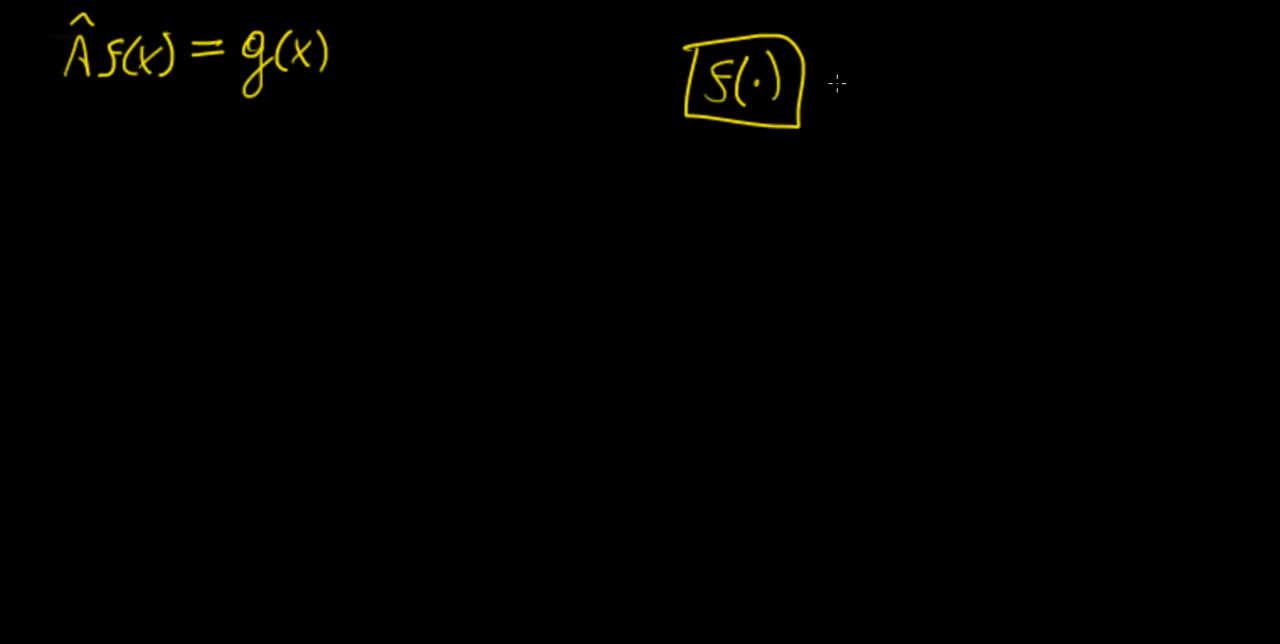 Âf(x) = g(x)
f(·)